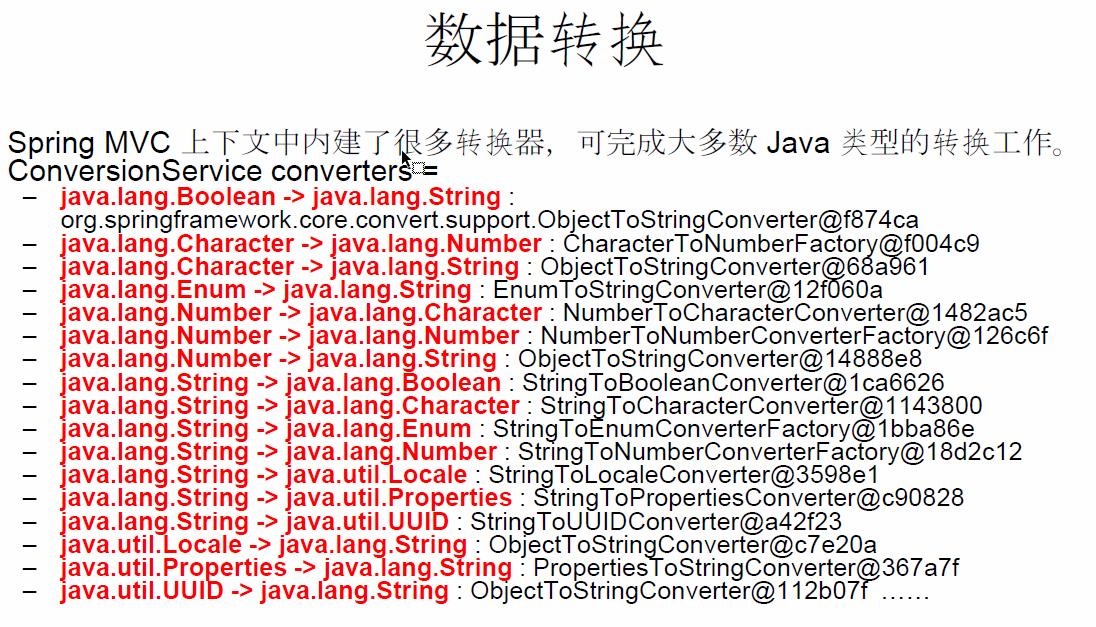 数据转换
Spring MVC 上下文中内建了很多转换器，可完成大多数 Java 类型的转换工作。
ConversionService converters =
– java.lang.Boolean -> java.lang.String :
org.springframework.core.convert.support.ObjectToStringConverter@f874ca
– java.lang.Character -> java.lang.Number : CharacterToNumberFactory@f004c9
– java.lang.Character -> java.lang.String : ObjectToStringConverter@68a961
– java.lang.Enum -> java.lang.String : EnumToStringConverter@12f060a
– java.lang.Number -> java.lang.Character : NumberToCharacterConverter@1482ac5
– java.lang.Number -> java.lang.Number : NumberToNumberConverterFactory@126c6f
– java.lang.Number -> java.lang.String : ObjectToStringConverter@14888e8
– java.lang.String -> java.lang.Boolean : StringToBooleanConverter@1ca6626
– java.lang.String -> java.lang.Character : StringToCharacterConverter@1143800
– java.lang.String -> java.lang.Enum : StringToEnumConverterFactory@1bba86e
– java.lang.String -> java.lang.Number : StringToNumberConverterFactory@18d2c12
– java.lang.String -> java.util.Locale : StringToLocaleConverter@3598e1
– java.lang.String -> java.util.Properties : StringToPropertiesConverter@c90828
– java.lang.String -> java.util.UUID : StringToUUIDConverter@a42f23
– java.util.Locale -> java.lang.String : ObjectToStringConverter@c7e20a
– java.util.Properties -> java.lang.String : PropertiesToStringConverter@367a7f
– java.util.UUID -> java.lang.String : ObjectToStringConverter@112b07f ……